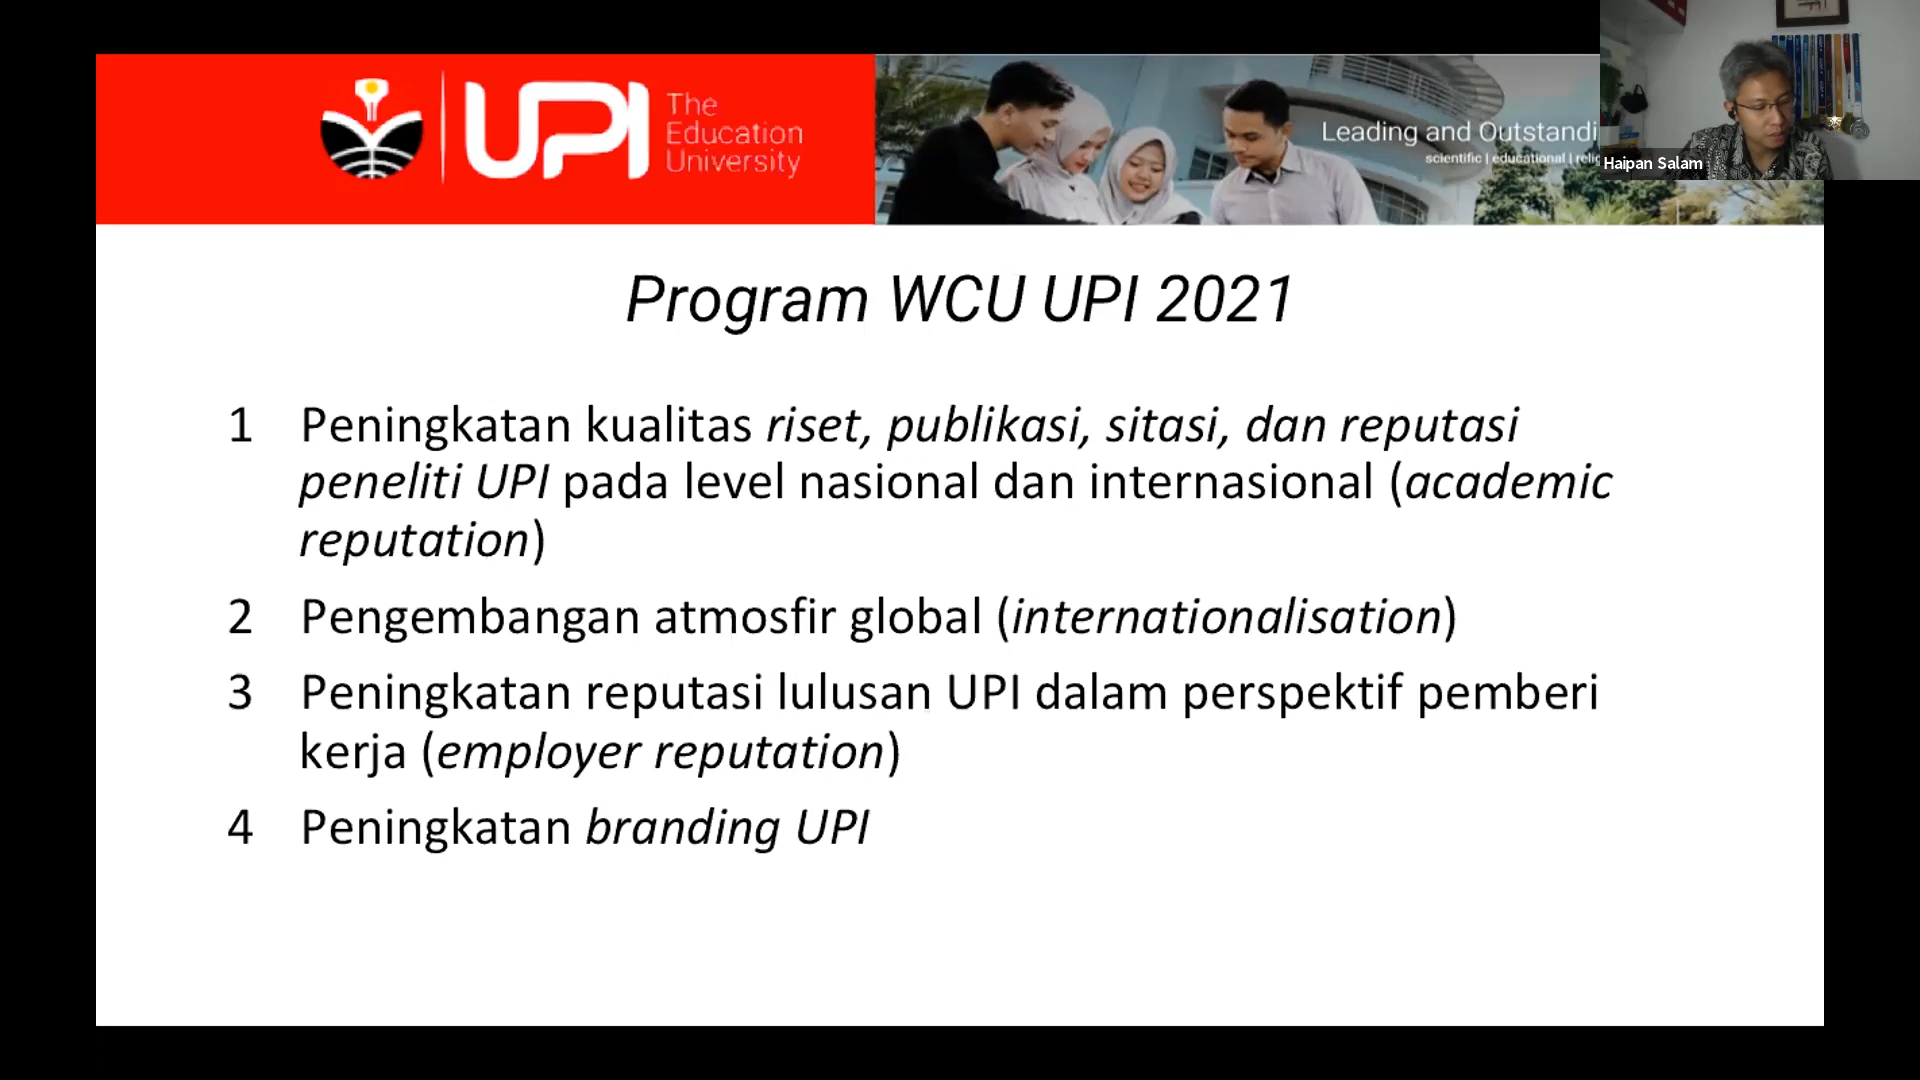 UPI
The
Education
University
Leading and Outstandi
scientific | educational | relig
Haipan Salam
Program WCU UPI 2021
1 Peningkatan kualitas riset, publikasi, sitasi, dan reputasi
peneliti UPI pada level nasional dan internasional (academic
reputation)
2 Pengembangan atmosfir global (internationalisation)
3 Peningkatan reputasi lulusan UPI dalam perspektif pemberi
kerja (employer reputation)
4 Peningkatan branding UPI